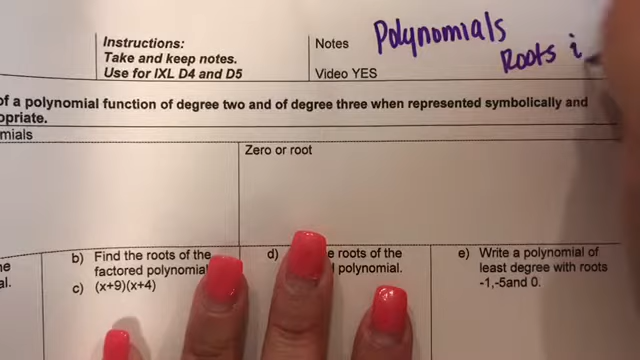 Instructions:
Take and keep notes.
Use for IXL D4 and D5
Notes
Video YES
Polynomials
Roots i
of a polynomial function of degree two and of degree three when represented symbolically and
opriate.
mials
Zero or root
b) Find the roots of the
factored polynomial
c) (x+9)(x+4)
d)
e roots of the
polynomial.
e) Write a polynomial of
least degree with roots
-1,-5and 0.
ne
al.